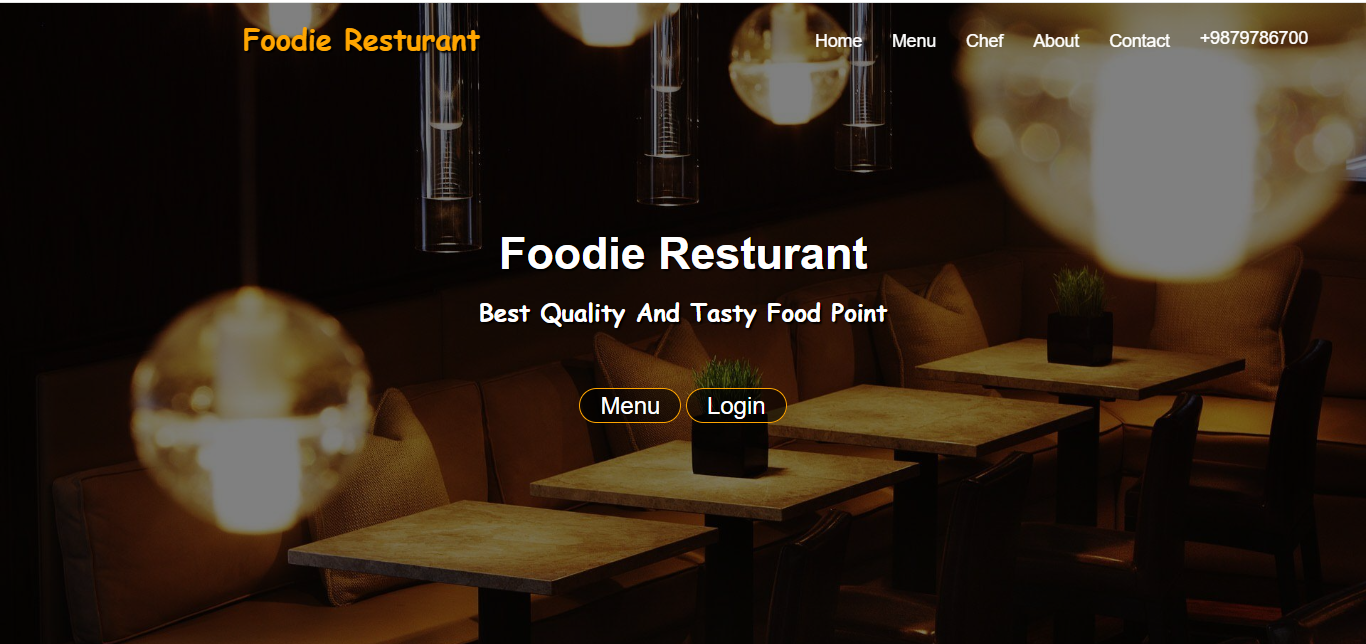 Foodie Resturant
Home Menu Chef About Contact +9879786700
Foodie Resturant
Best Quality And Tasty Food Point
Menu Login